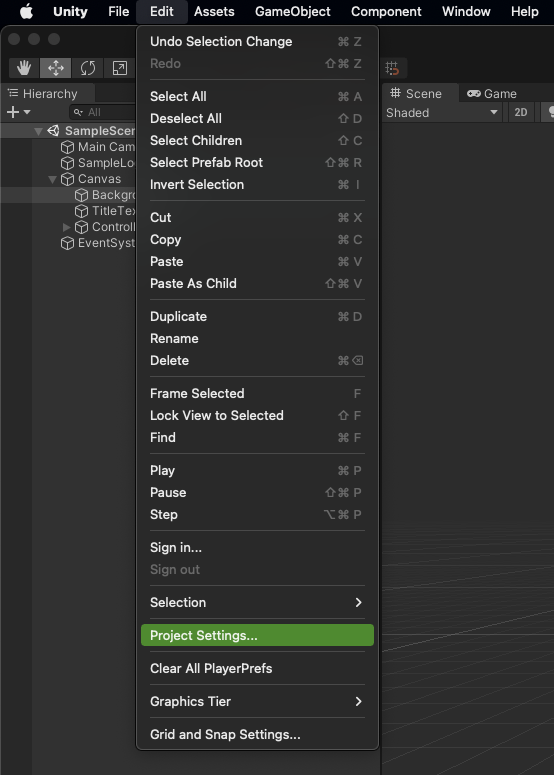 Unity File Edit Assets GameObject Component Window Help
Undo Selection Change ⌘ Z
Redo ⇧⌘ Z
Hierarchy
Scene Game
All
Shaded 2D
Select All ⌘ A
Deselect All ⇧ D
Select Children ⇧ C
Select Prefab Root ⇧⌘ R
Invert Selection ⌘ I
SampleScer
Main Cam
SampleLo
Canvas
Backgro
TitleTex
Controll
EventSyst
Cut ⌘ X
Copy ⌘ C
Paste ⌘ V
Paste As Child ⇧⌘ V
Duplicate ⌘ D
Rename
Delete ⌘⌫
Frame Selected F
Lock View to Selected ⇧ F
Find ⌘ F
Play ⌘ P
Pause ⇧⌘ P
Step ⌥⌘ P
Sign in...
Sign out
Selection
Project Settings...
Clear All PlayerPrefs
Graphics Tier
Grid and Snap Settings...